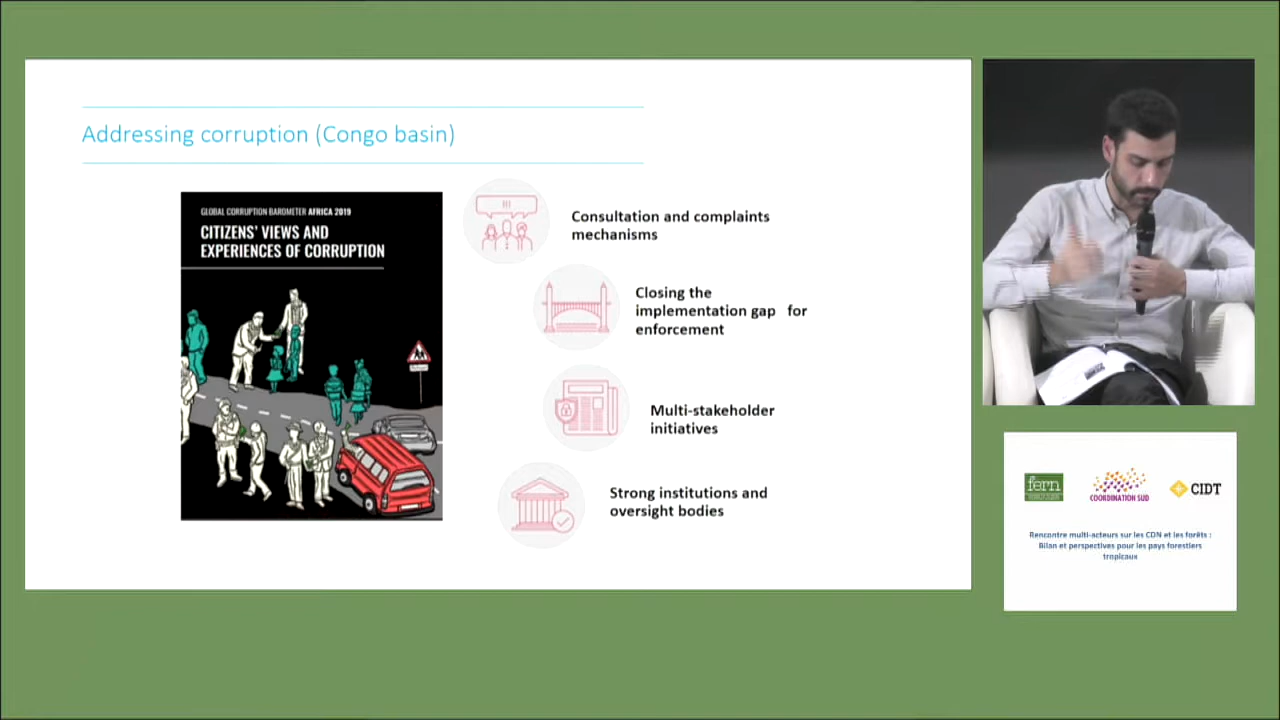 Addressing corruption (Congo basin)
GLOBAL CORRUPTION BAROMETER AFRICA 2019
CITIZENS' VIEWS AND
EXPERIENCES OF CORRUPTION
Consultation and complaints
mechanisms
Closing the
implementation gap for
enforcement
Multi-stakeholder
initiatives
Strong institutions and
oversight bodies
fern
COORDINATION SUD
CIDT
Rencontre multi-acteurs sur les CDN et les forêts :
Bilan et perspectives pour les pays forestiers
tropicaux